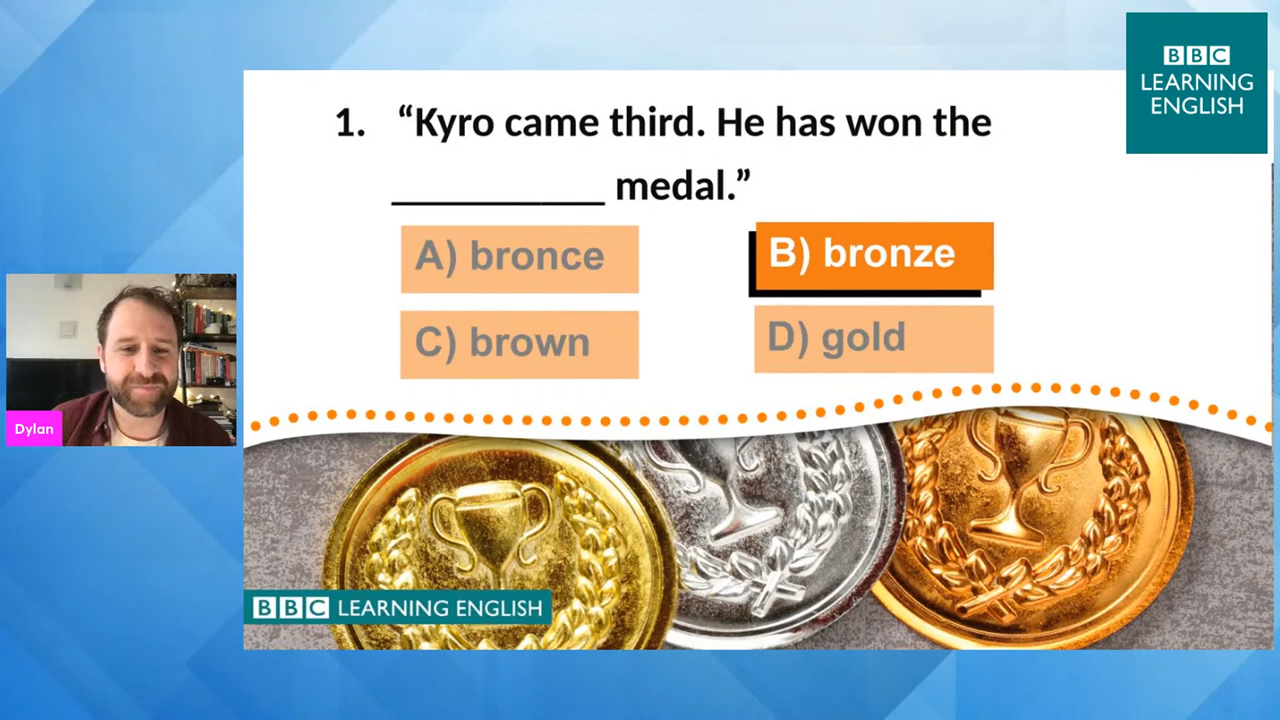 BBC
LEARNING
ENGLISH
1. “Kyro came third. He has won the
__________ medal.”
A) bronce
B) bronze
C) brown
D) gold
Dylan
BBC LEARNING ENGLISH